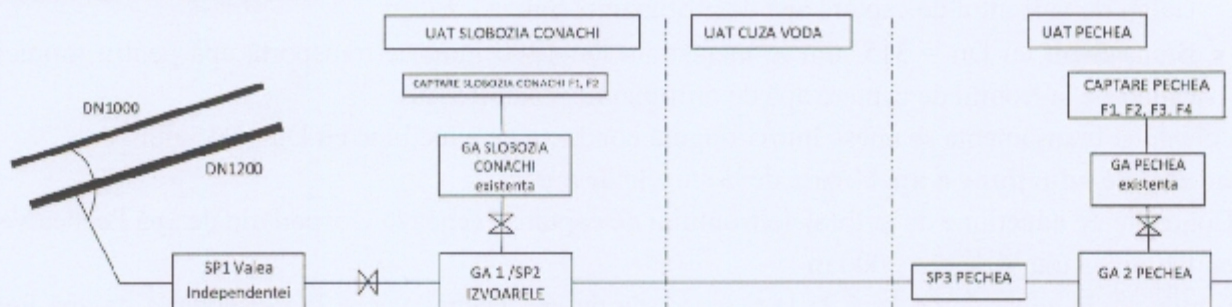 UAT SLOBOZIA CONACHI
UAT CUZA VODA
UAT PECHEA
CAPTARE SLOBOZIA CONACHI F1, F2
CAPTARE PECHEA
F1, F2, F3, F4
DN1000
DN1200
GA SLOBOZIA
CONACHI
existenta
GA PECHEA
existenta
SP1 Valea
Independentei
GA 1 /SP2
IZVOARELE
SP3 PECHEA
GA 2 PECHEA